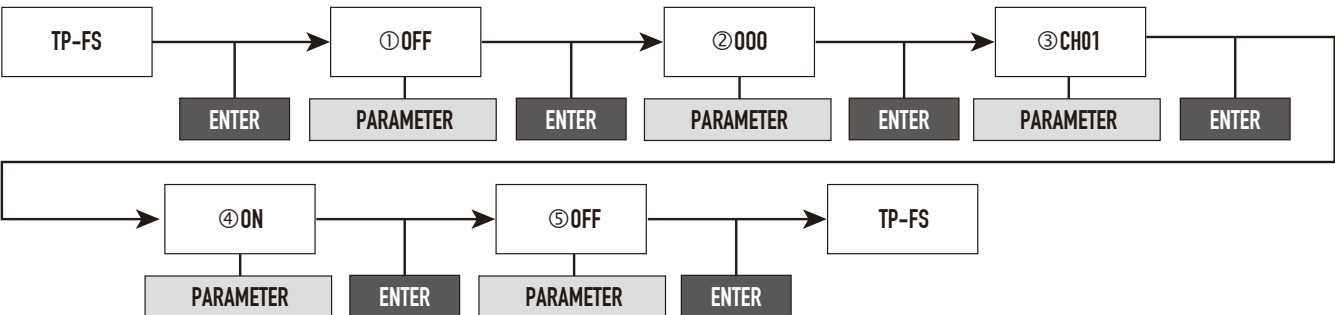 TP-FS
①OFF
②000
③CH01
ENTER
PARAMETER
ENTER
PARAMETER
ENTER
PARAMETER
ENTER
④ON
⑤OFF
TP-FS
PARAMETER
ENTER
PARAMETER
ENTER